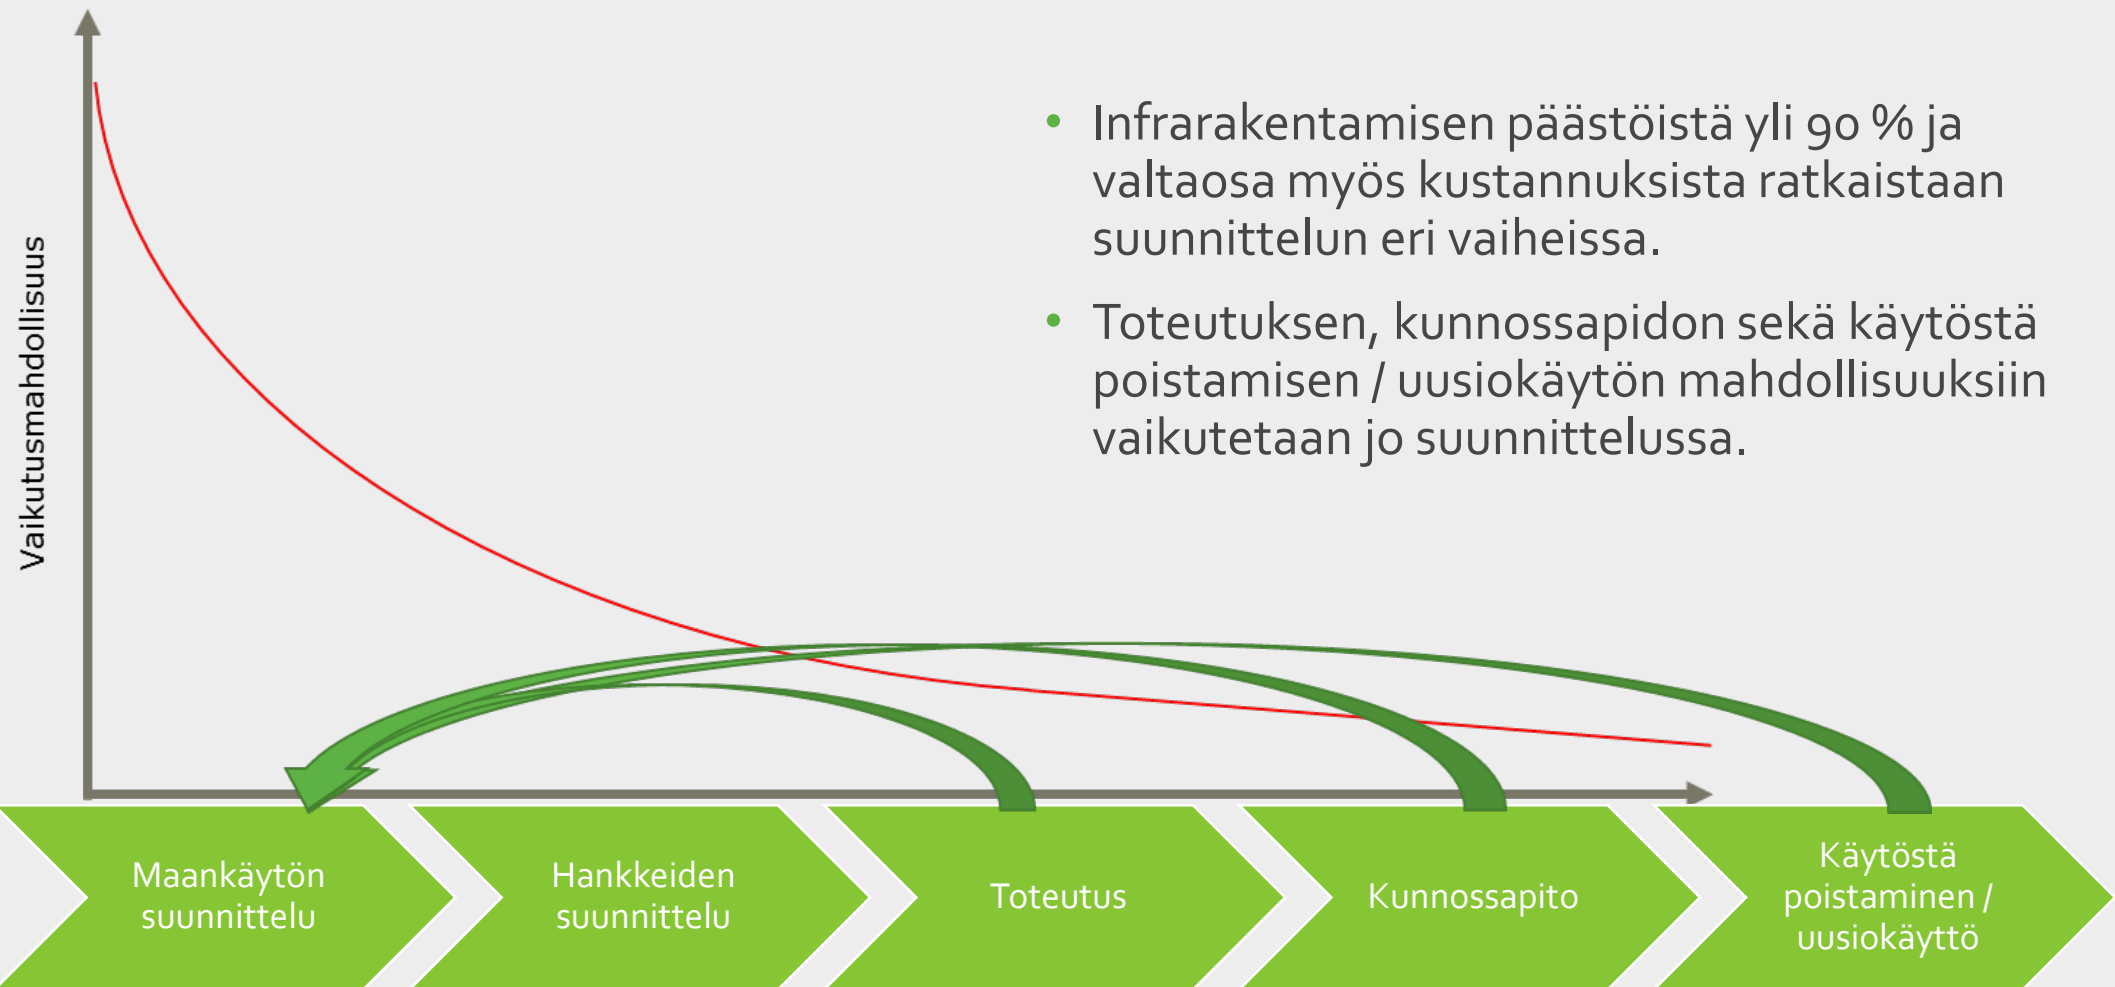 Vaikutusmahdollisuus
• Infrarakentamisen päästöistä yli 90 % ja
valtaosa myös kustannuksista ratkaistaan
suunnittelun eri vaiheissa.
• Toteutuksen, kunnossapidon sekä käytöstä
poistamisen / uusiokäytön mahdollisuuksiin
vaikutetaan jo suunnittelussa.
Maankäytön
suunnittelu
Hankkeiden
suunnittelu
Toteutus
Kunnossapito
Käytöstä
poistaminen /
uusiokäyttö